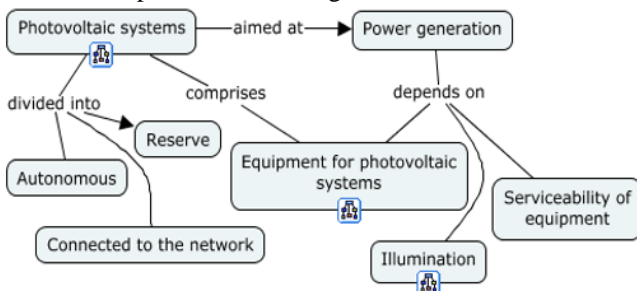 Photovoltaic systems
aimed at
Power generation
divided into
comprises
depends on
Reserve
Autonomous
Equipment for photovoltaic
systems
Serviceability of
equipment
Connected to the network
Illumination